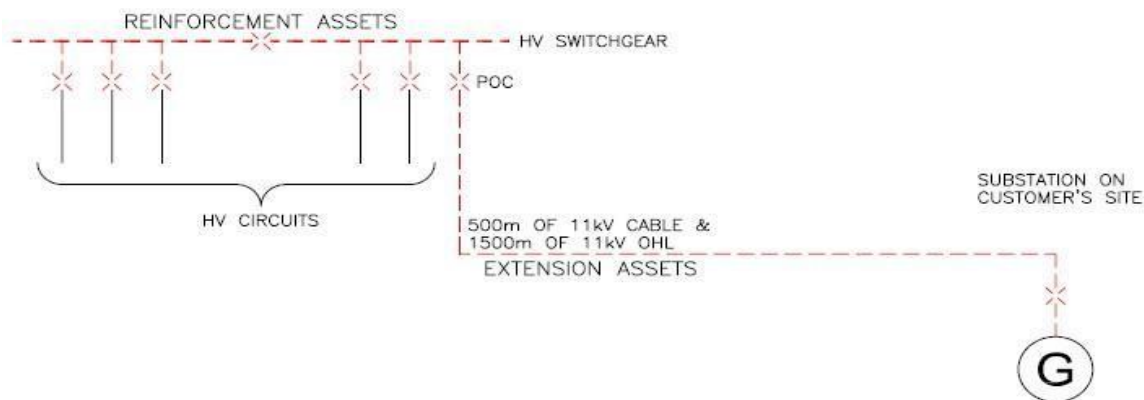 REINFORCEMENT ASSETS
HV SWITCHGEAR
POC
HV CIRCUITS
SUBSTATION ON
CUSTOMER'S SITE
500m OF 11kV CABLE &
1500m OF 11kV OHL
EXTENSION ASSETS
G